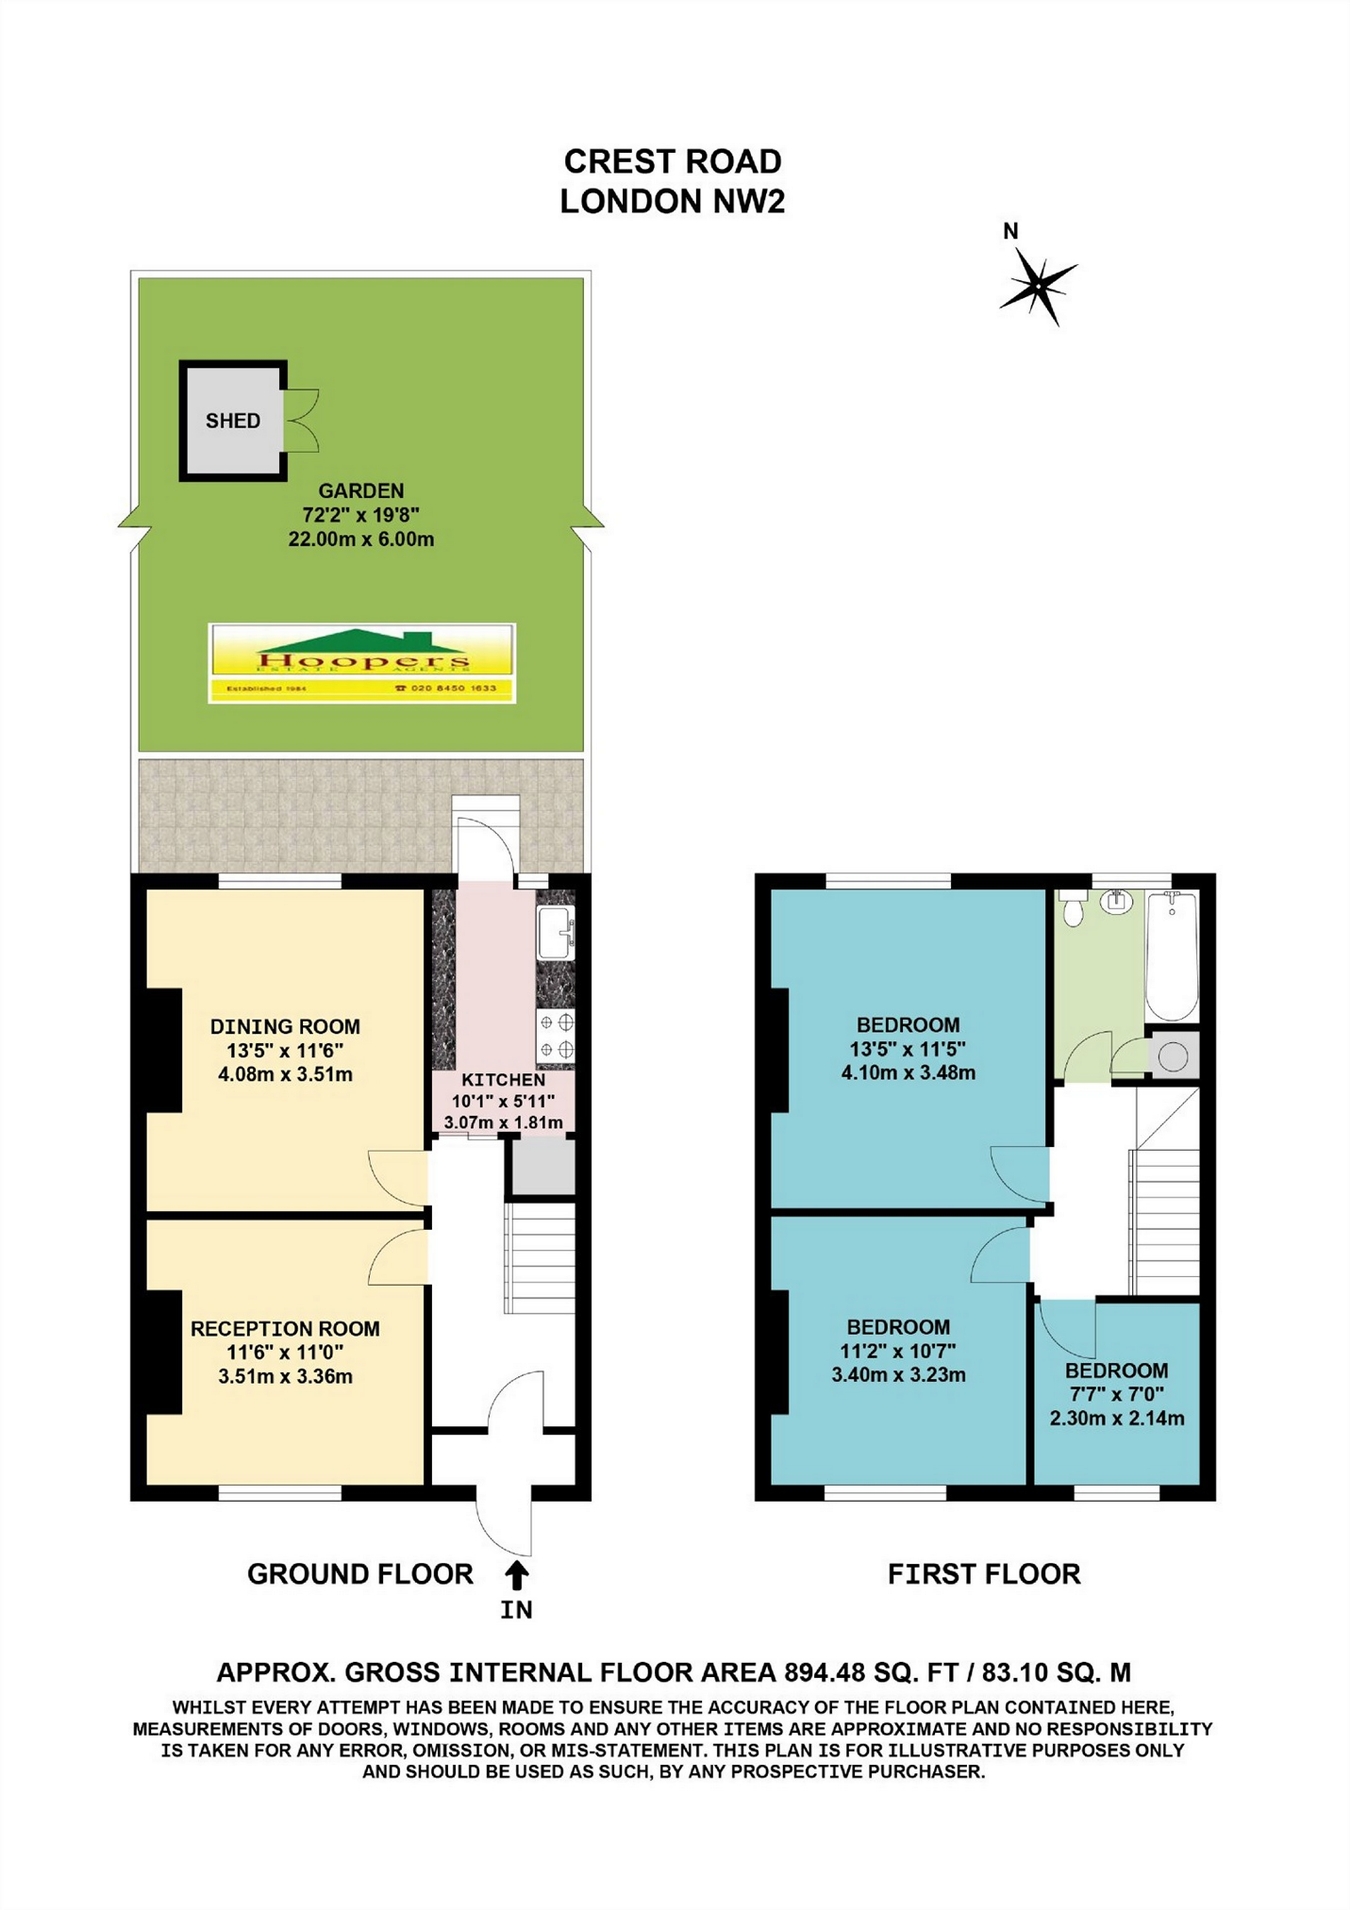 CREST ROAD
LONDON NW2
N
SHED
GARDEN
72'2" x 19'8"
22.00m x 6.00m
Hoopers
ESTATE AGENTS
Established 1984
☎ 020 8450 1633
DINING ROOM
13'5" x 11'6"
4.08m x 3.51m
KITCHEN
10'1" x 5'11"
3.07m x 1.81m
RECEPTION ROOM
11'6" x 11'0"
3.51m x 3.36m
BEDROOM
13'5" x 11'5"
4.10m x 3.48m
BEDROOM
11'2" x 10'7"
3.40m x 3.23m
BEDROOM
7'7" x 7'0"
2.30m x 2.14m
GROUND FLOOR
IN
FIRST FLOOR
APPROX. GROSS INTERNAL FLOOR AREA 894.48 SQ. FT / 83.10 SQ. M
WHILST EVERY ATTEMPT HAS BEEN MADE TO ENSURE THE ACCURACY OF THE FLOOR PLAN CONTAINED HERE,
MEASUREMENTS OF DOORS, WINDOWS, ROOMS AND ANY OTHER ITEMS ARE APPROXIMATE AND NO RESPONSIBILITY
IS TAKEN FOR ANY ERROR, OMISSION, OR MIS-STATEMENT. THIS PLAN IS FOR ILLUSTRATIVE PURPOSES ONLY
AND SHOULD BE USED AS SUCH, BY ANY PROSPECTIVE PURCHASER.